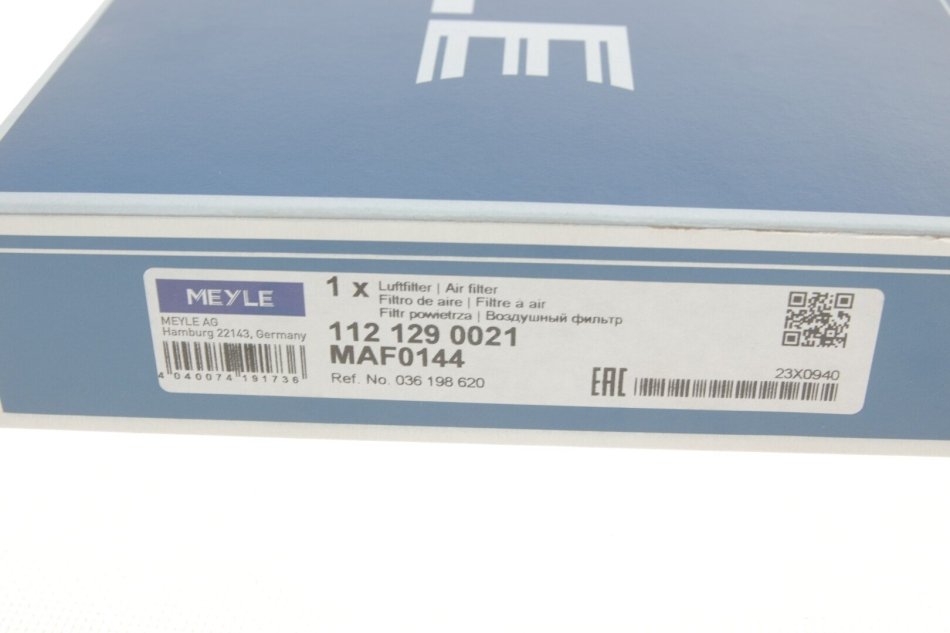 LE
MEYLE
MEYLE AG
Hamburg 22143, Germany
4 040074 191736
1 x Luftfilter | Air filter
Filtro de aire | Filtre à air
Filtr powietrza | Воздушный фильтр
112 129 0021
MAF0144
Ref. No. 036 198 620
EAC
23X0940